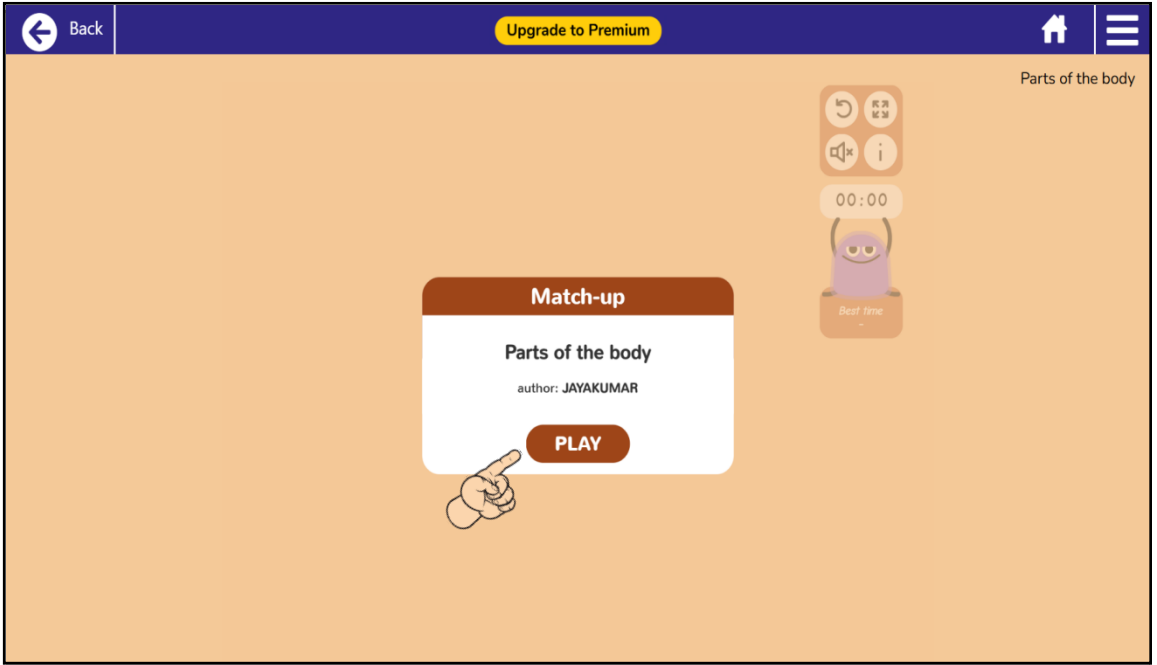 Back
Upgrade to Premium
Parts of the body
00:00
Best time
-
Match-up
Parts of the body
author: JAYAKUMAR
PLAY